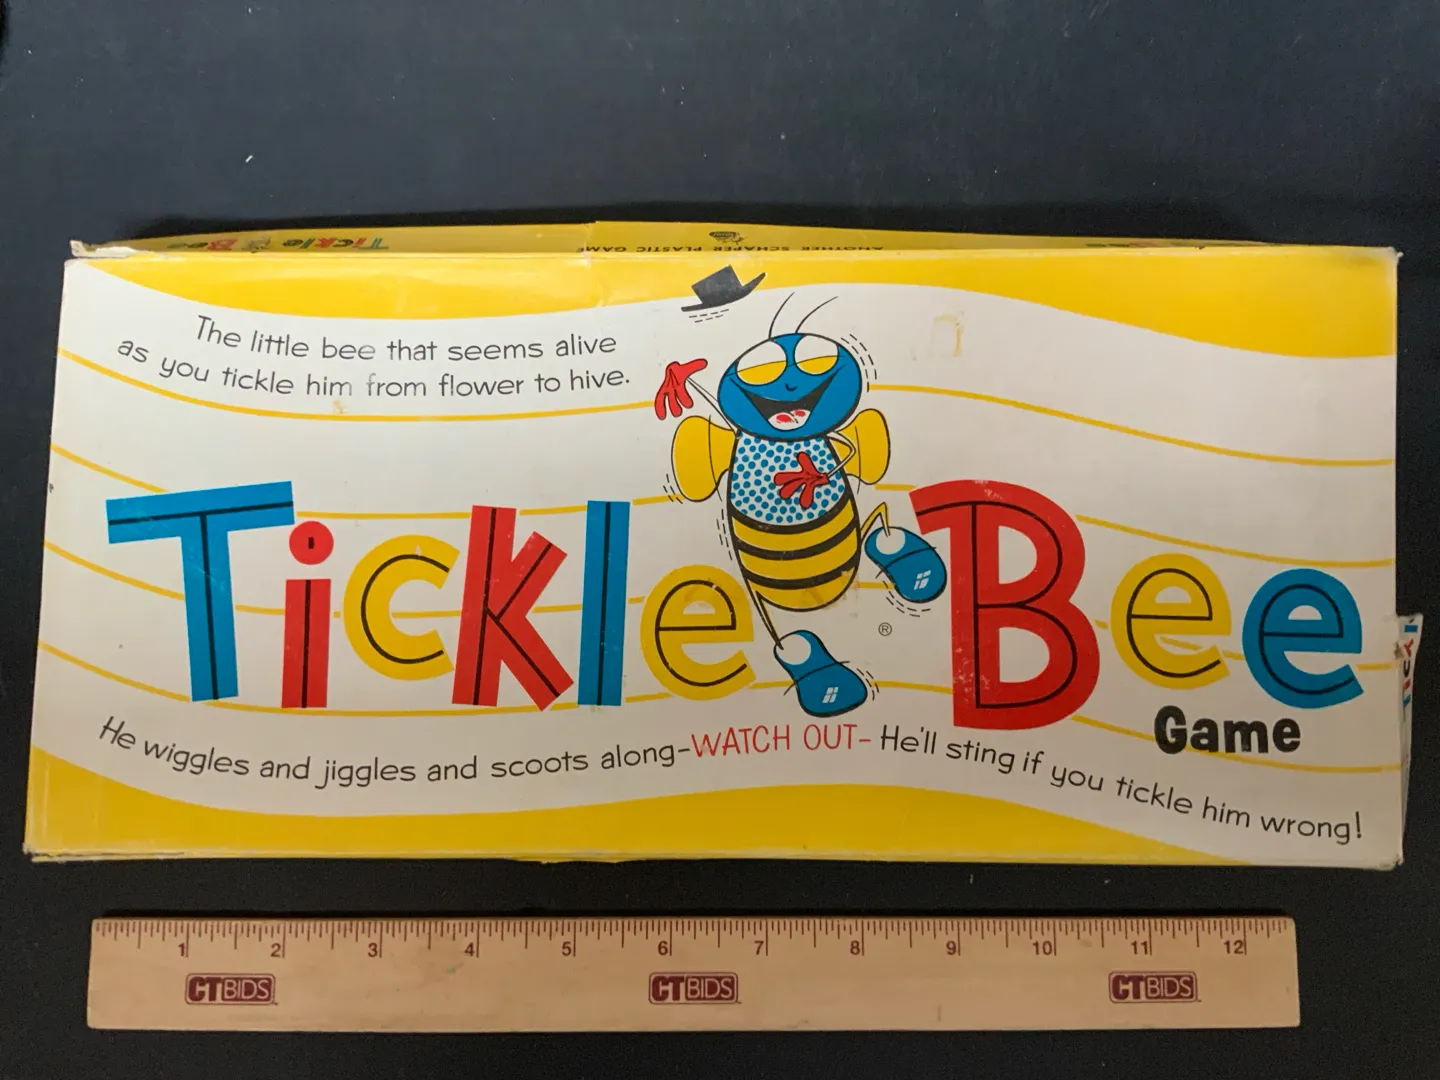 Tickle Bee
ANOTHER SCHAPER PLASTIC GAME
The little bee that seems alive
as you tickle him from flower to hive.
Tickle Bee
®
Game
He wiggles and jiggles and scoots along-WATCH OUT-He'll sting if you tickle him wrong!
1 2 3 4 5 6 7 8 9 10 11 12
CTBIDS CTBIDS CTBIDS